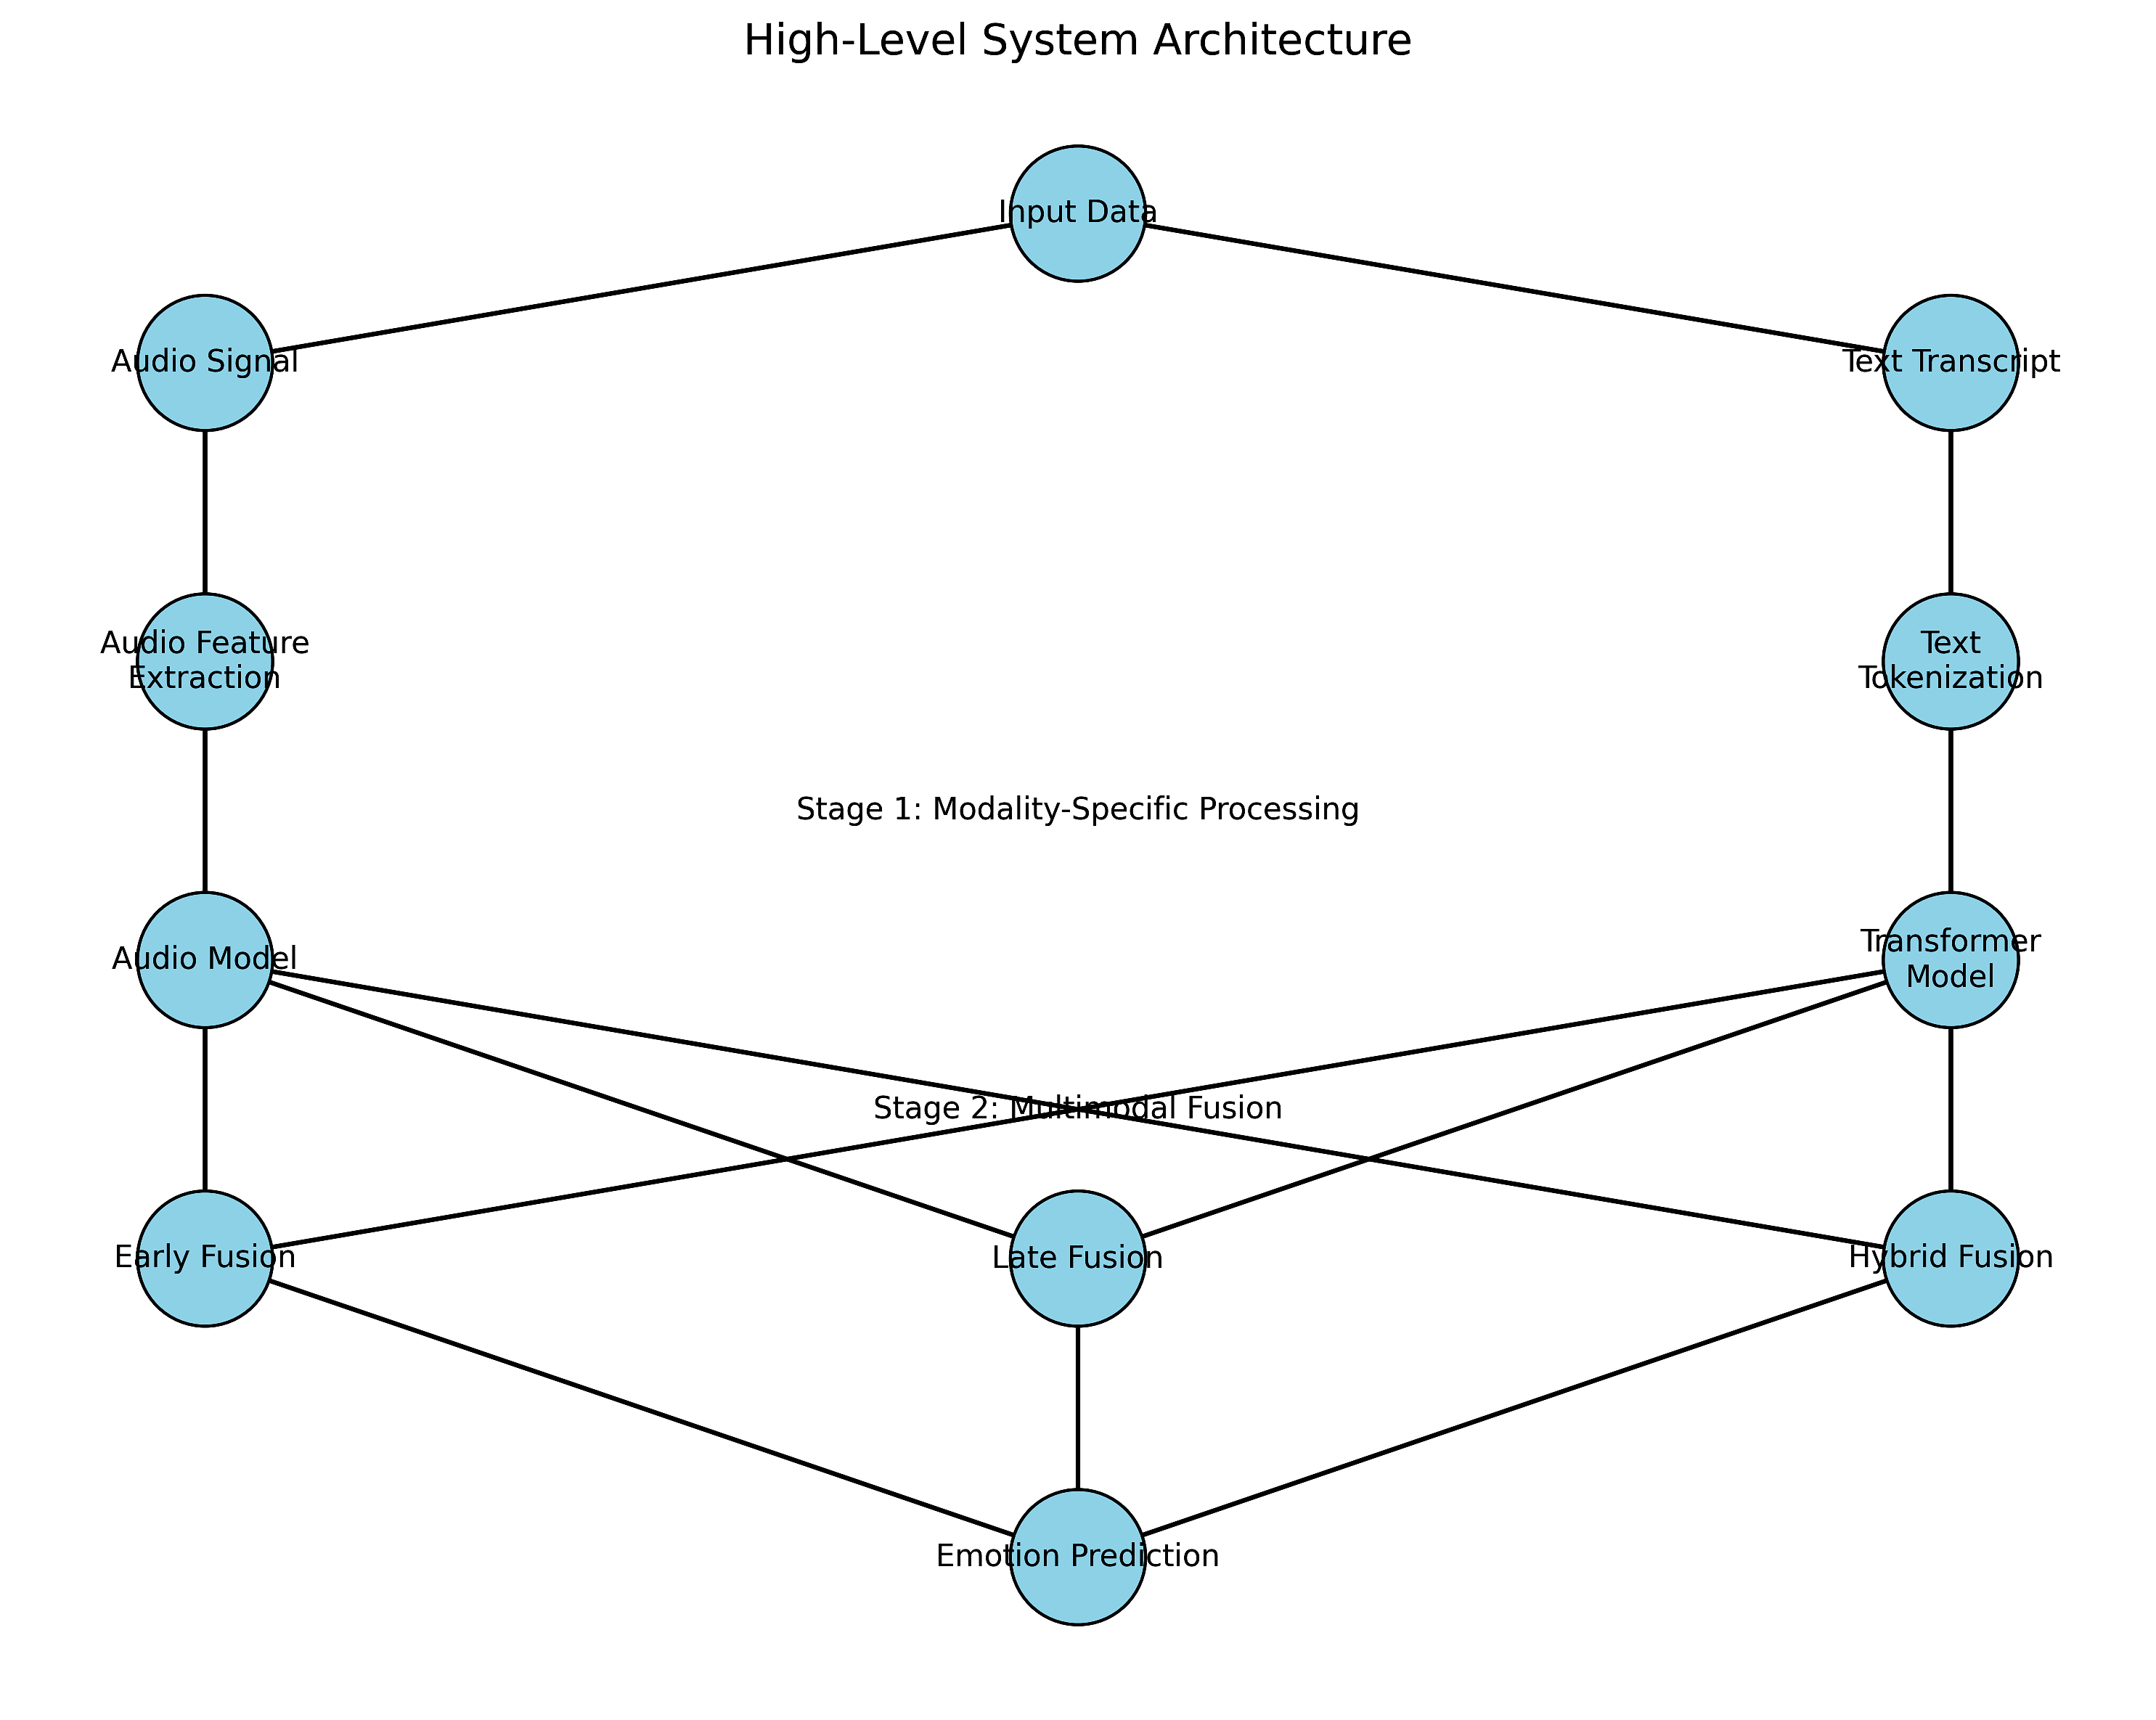 High-Level System Architecture
Input Data
Audio Signal
Text Transcript
Audio Feature
Extraction
Text
Tokenization
Stage 1: Modality-Specific Processing
Audio Model
Transformer
Model
Stage 2: Multimodal Fusion
Early Fusion
Late Fusion
Hybrid Fusion
Emotion Prediction